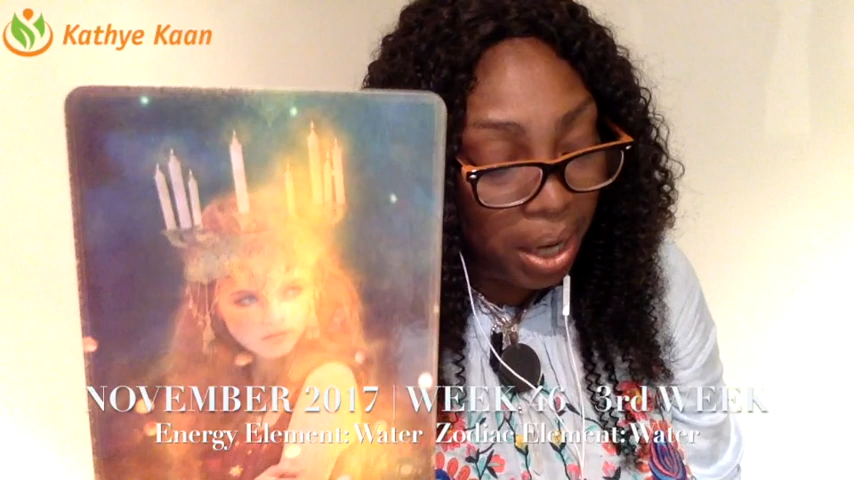 Kathye Kaan
NOVEMBER 2017 | WEEK 46 | 3rd WEEK
Energy Element: Water Zodiac Element: Water